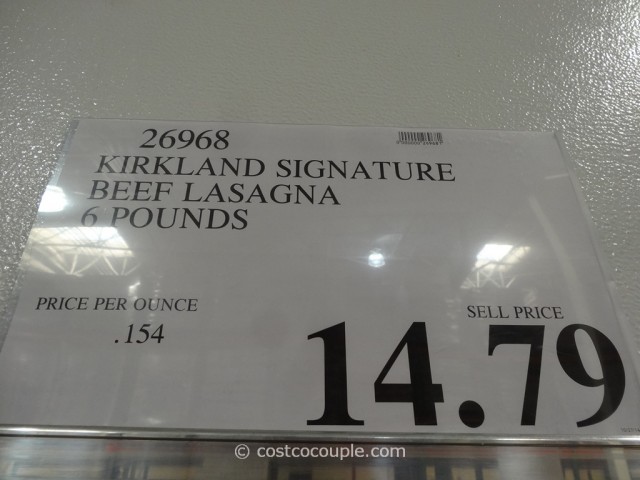 26968
KIRKLAND SIGNATURE
BEEF LASAGNA
6 POUNDS
PRICE PER OUNCE
.154
SELL PRICE
14.79
© costcocouple.com